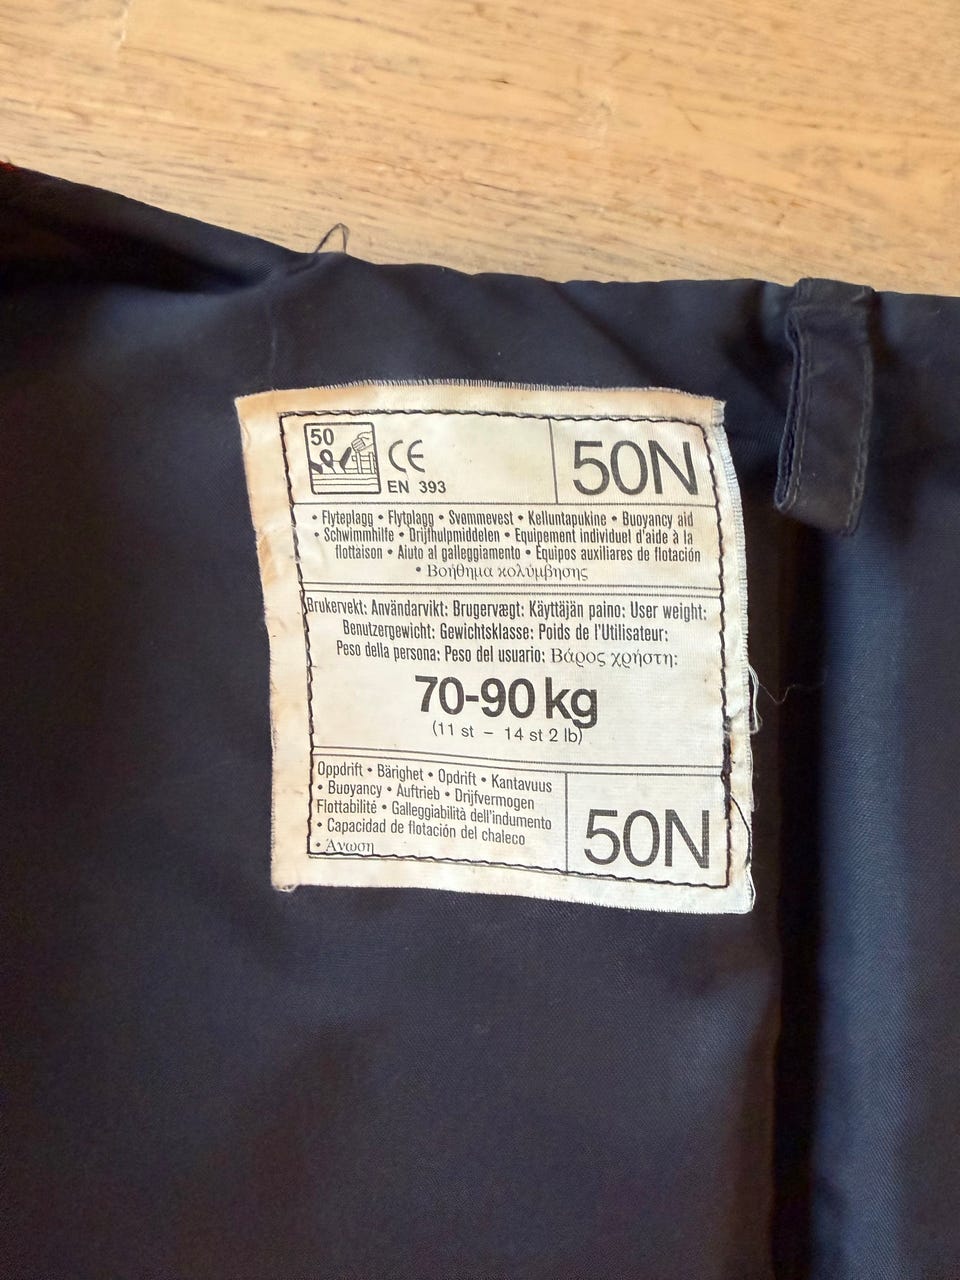 50
CE
EN 393
50N
• Flyteplagg • Flytplagg • Svømmevest • Kelluntapukine • Buoyancy aid
• Schwimmhilfe • Drijfhulpmiddelen • Equipement individuel d'aide à la
flottaison • Aiuto al galleggiamento • Équipos auxiliares de flotación
• Βοήθημα κολύμβησης
Brukervekt: Användarvikt: Brugervægt: Käyttäjän paino: User weight:
Benutzergewicht: Gewichtsklasse: Poids de l'Utilisateur:
Peso della persona: Peso del usuario: Βάρος χρήστη:
70-90 kg
(11 st – 14 st 2 lb)
Oppdrift • Bärighet • Opdrift • Kantavuus
• Buoyancy • Auftrieb • Drijfvermogen
Flottabilité • Galleggiabilità dell'indumento
• Capacidad de flotación del chaleco
• Άνωση
50N